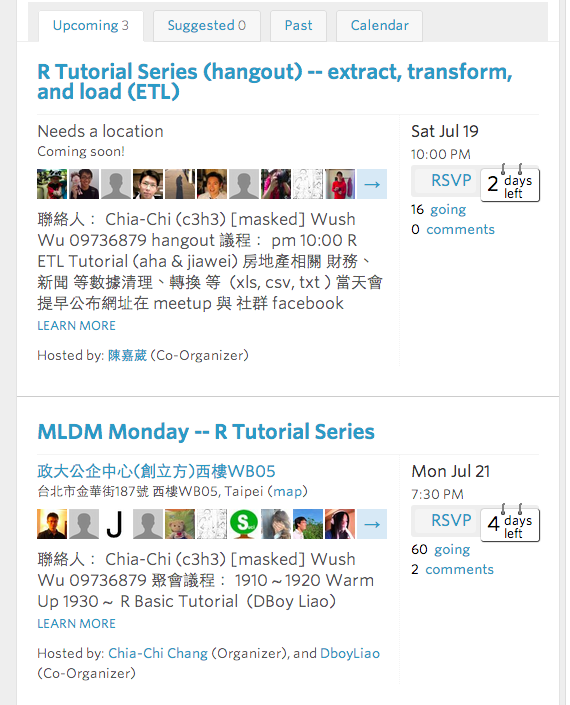 Upcoming 3
Suggested 0
Past
Calendar
R Tutorial Series (hangout) -- extract, transform,
and load (ETL)
Needs a location
Coming soon!
→
聯絡人： Chia-Chi (c3h3) [masked] Wush
Wu 09736879 hangout 議程： pm 10:00 R
ETL Tutorial (aha & jiawei) 房地產相關 財務、
新聞 等數據清理、轉換 等 (xls, csv, txt ) 當天會
提早公布網址在 meetup 與 社群 facebook
LEARN MORE
Hosted by: 陳嘉葳 (Co-Organizer)
Sat Jul 19
10:00 PM
RSVP
2 days left
16 going
0 comments
MLDM Monday -- R Tutorial Series
政大公企中心(創立方)西樓WB05
台北市金華街187號 西樓WB05, Taipei (map)
J
S
→
聯絡人： Chia-Chi (c3h3) [masked] Wush
Wu 09736879 聚會議程： 1910 ~ 1920 Warm
Up 1930 ~ R Basic Tutorial (DBoy Liao)
LEARN MORE
Hosted by: Chia-Chi Chang (Organizer), and DboyLiao
(Co-Organizer)
Mon Jul 21
7:30 PM
RSVP
4 days left
60 going
2 comments